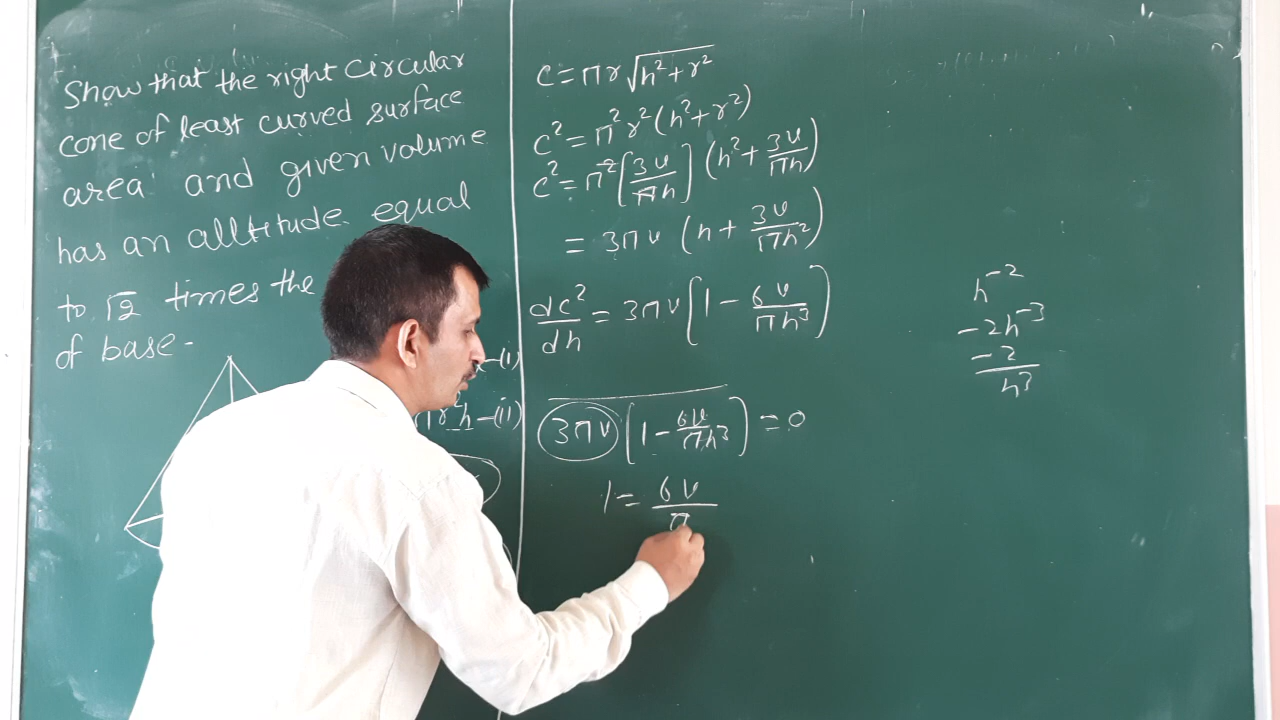 Show that the right circular
cone of least curved surface
area and given volume
has an alltitude equal
to √2 times the
of base.
-(i)
πr²h -(ii)
C = πr√(h² + r²)
C² = π²r²(h² + r²)
C² = π²[3v/πh](h² + 3v/πh)
= 3πv(h + 3v/πh²)
dc²/dh = 3πv[1 - 6v/πh³)
3πv[1 - 6v/πh³) = 0
1 = 6v/π
h⁻²
-2h⁻³
-2/h³